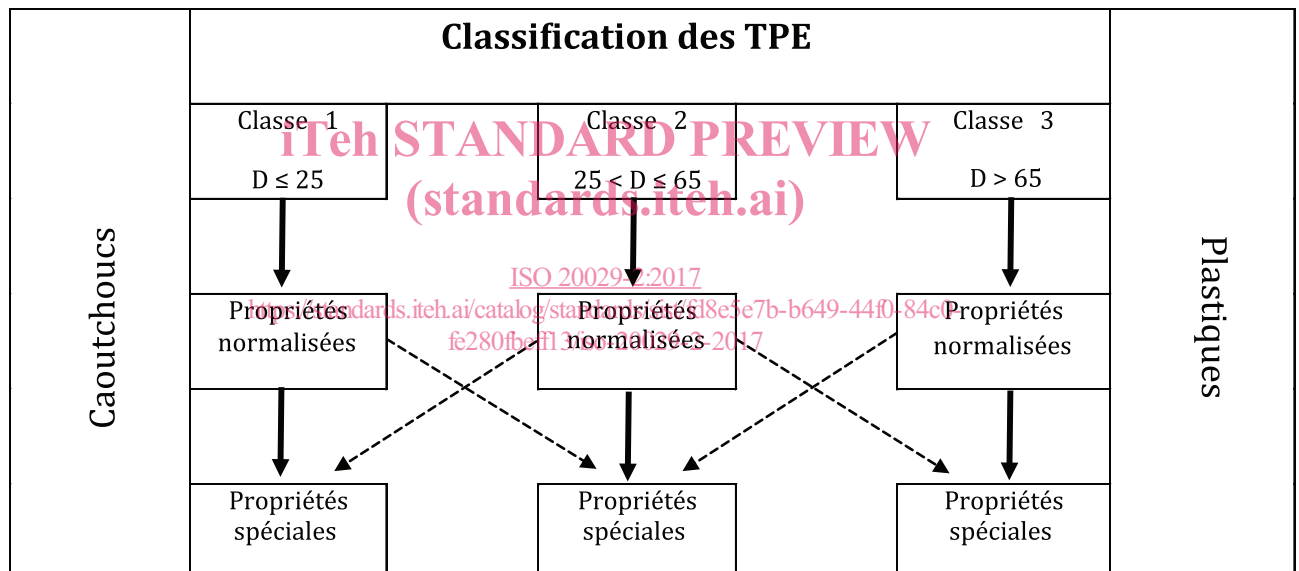 Classification des TPE
Caoutchoucs
Plastiques
Classe 1
D ≤ 25
Classe 2
25 < D ≤ 65
Classe 3
D > 65
iTeh STANDARD PREVIEW
(standards.iteh.ai)
ISO 20029-2:2017
Propriétés
normalisées
Propriétés
normalisées
Propriétés
normalisées
Propriétés
spéciales
Propriétés
spéciales
Propriétés
spéciales